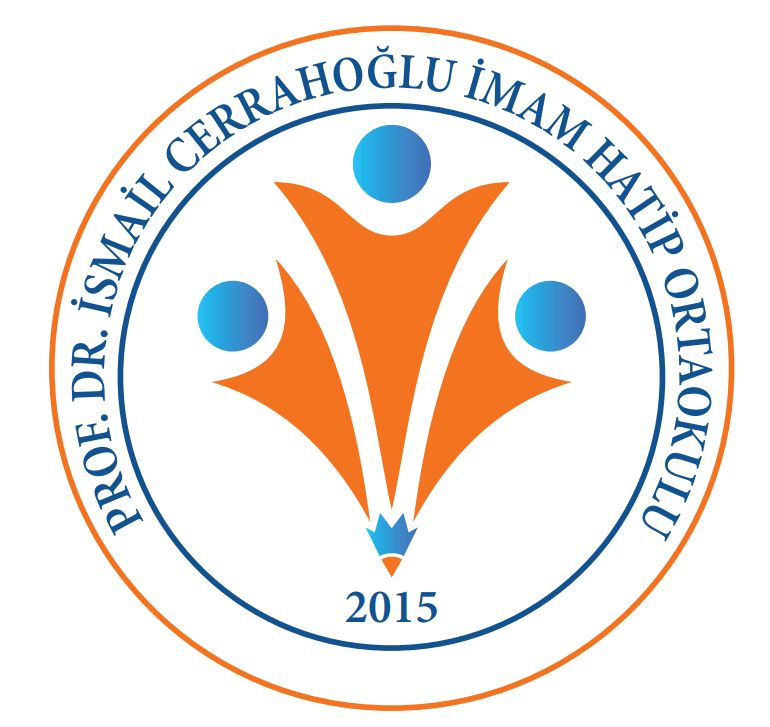 PROF. DR. İSMAİL CERRAHOĞLU İMAM HATİP ORTAOKULU
2015